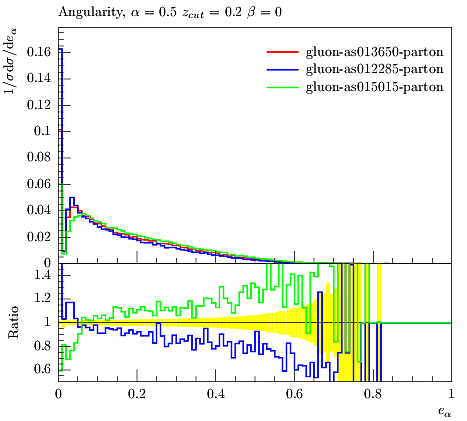 Angularity, α = 0.5 z_cut = 0.2 β = 0
1/σ dσ/de_α
0.16
0.14
0.12
0.1
0.08
0.06
0.04
0.02
0
gluon-as013650-parton
gluon-as012285-parton
gluon-as015015-parton
Ratio
1.4
1.2
1
0.8
0.6
0 0.2 0.4 0.6 0.8 1
e_α